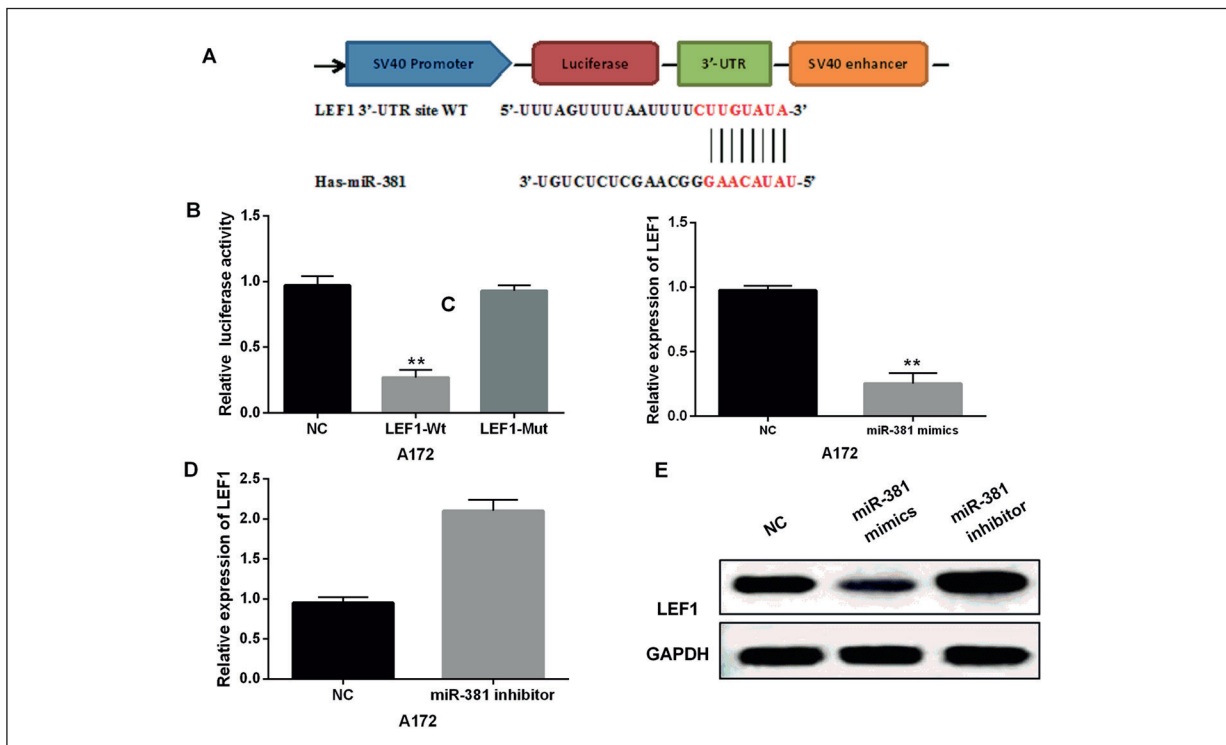 A
SV40 Promoter
Luciferase
3'-UTR
SV40 enhancer
LEF1 3'-UTR site WT 5'-UUUAGUUUUAAUUUUCUUGUAUA-3'
Has-miR-381 3'-UGUCUCUCGAACGGGAACAUAU-5'
B
Relative luciferase activity
1.5
1.0
0.5
0.0
**
NC LEF1-Wt LEF1-Mut
A172
C
Relative expression of LEF1
1.5
1.0
0.5
0.0
**
NC miR-381 mimics
A172
D
Relative expression of LEF1
2.5
2.0
1.5
1.0
0.5
0.0
NC miR-381 inhibitor
A172
E
NC
miR-381
mimics
miR-381
inhibitor
LEF1
GAPDH